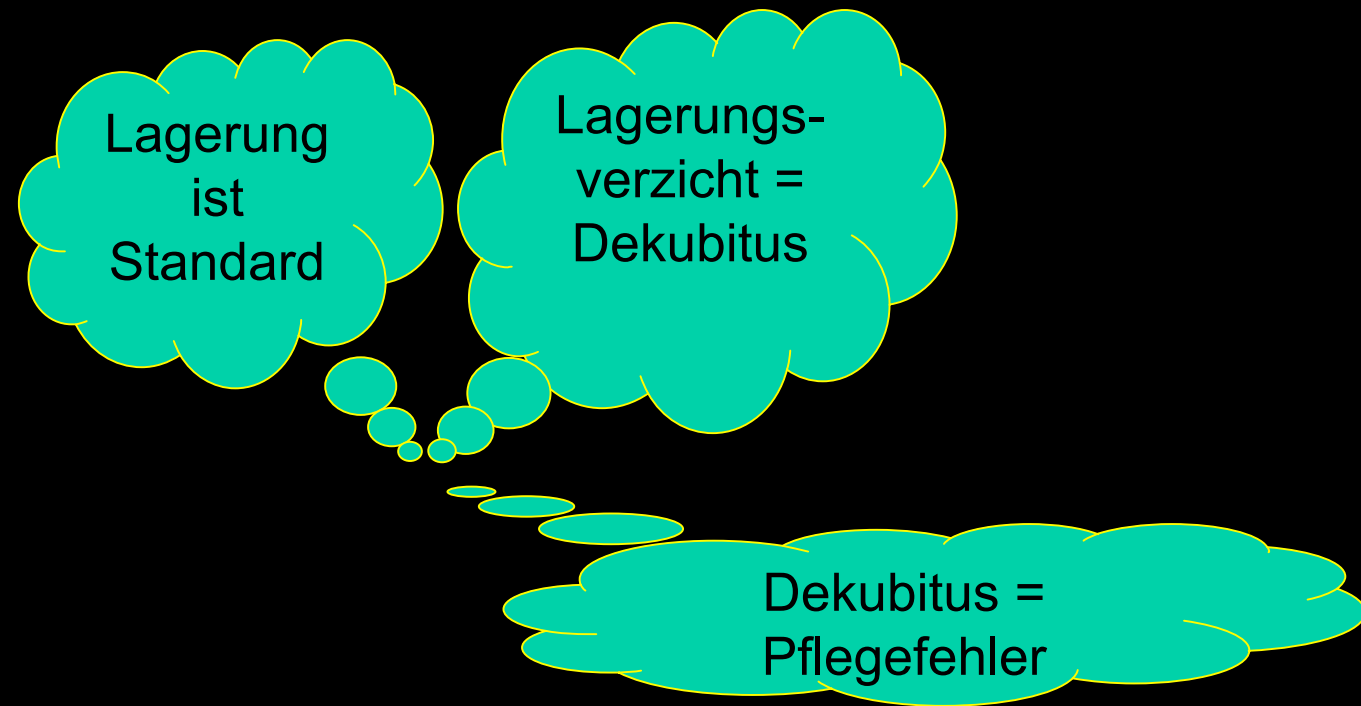 Lagerung
ist
Standard
Lagerungs-
verzicht =
Dekubitus
Dekubitus =
Pflegefehler